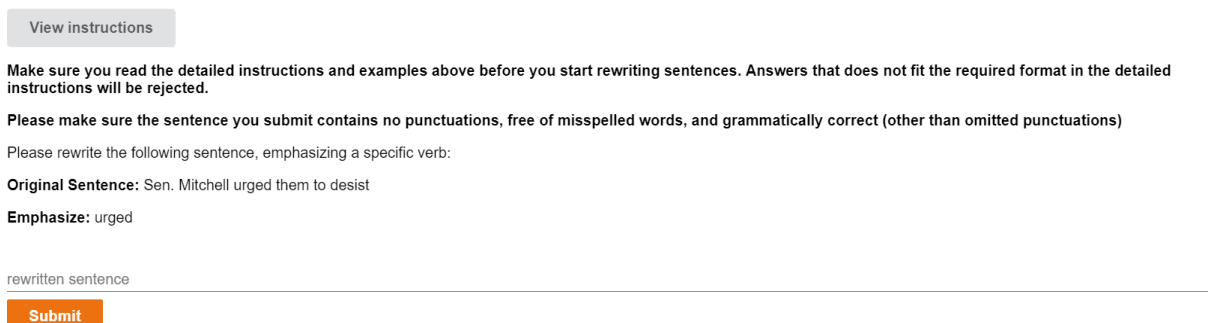 View instructions
Make sure you read the detailed instructions and examples above before you start rewriting sentences. Answers that does not fit the required format in the detailed
instructions will be rejected.
Please make sure the sentence you submit contains no punctuations, free of misspelled words, and grammatically correct (other than omitted punctuations)
Please rewrite the following sentence, emphasizing a specific verb:
Original Sentence: Sen. Mitchell urged them to desist
Emphasize: urged
rewritten sentence
Submit